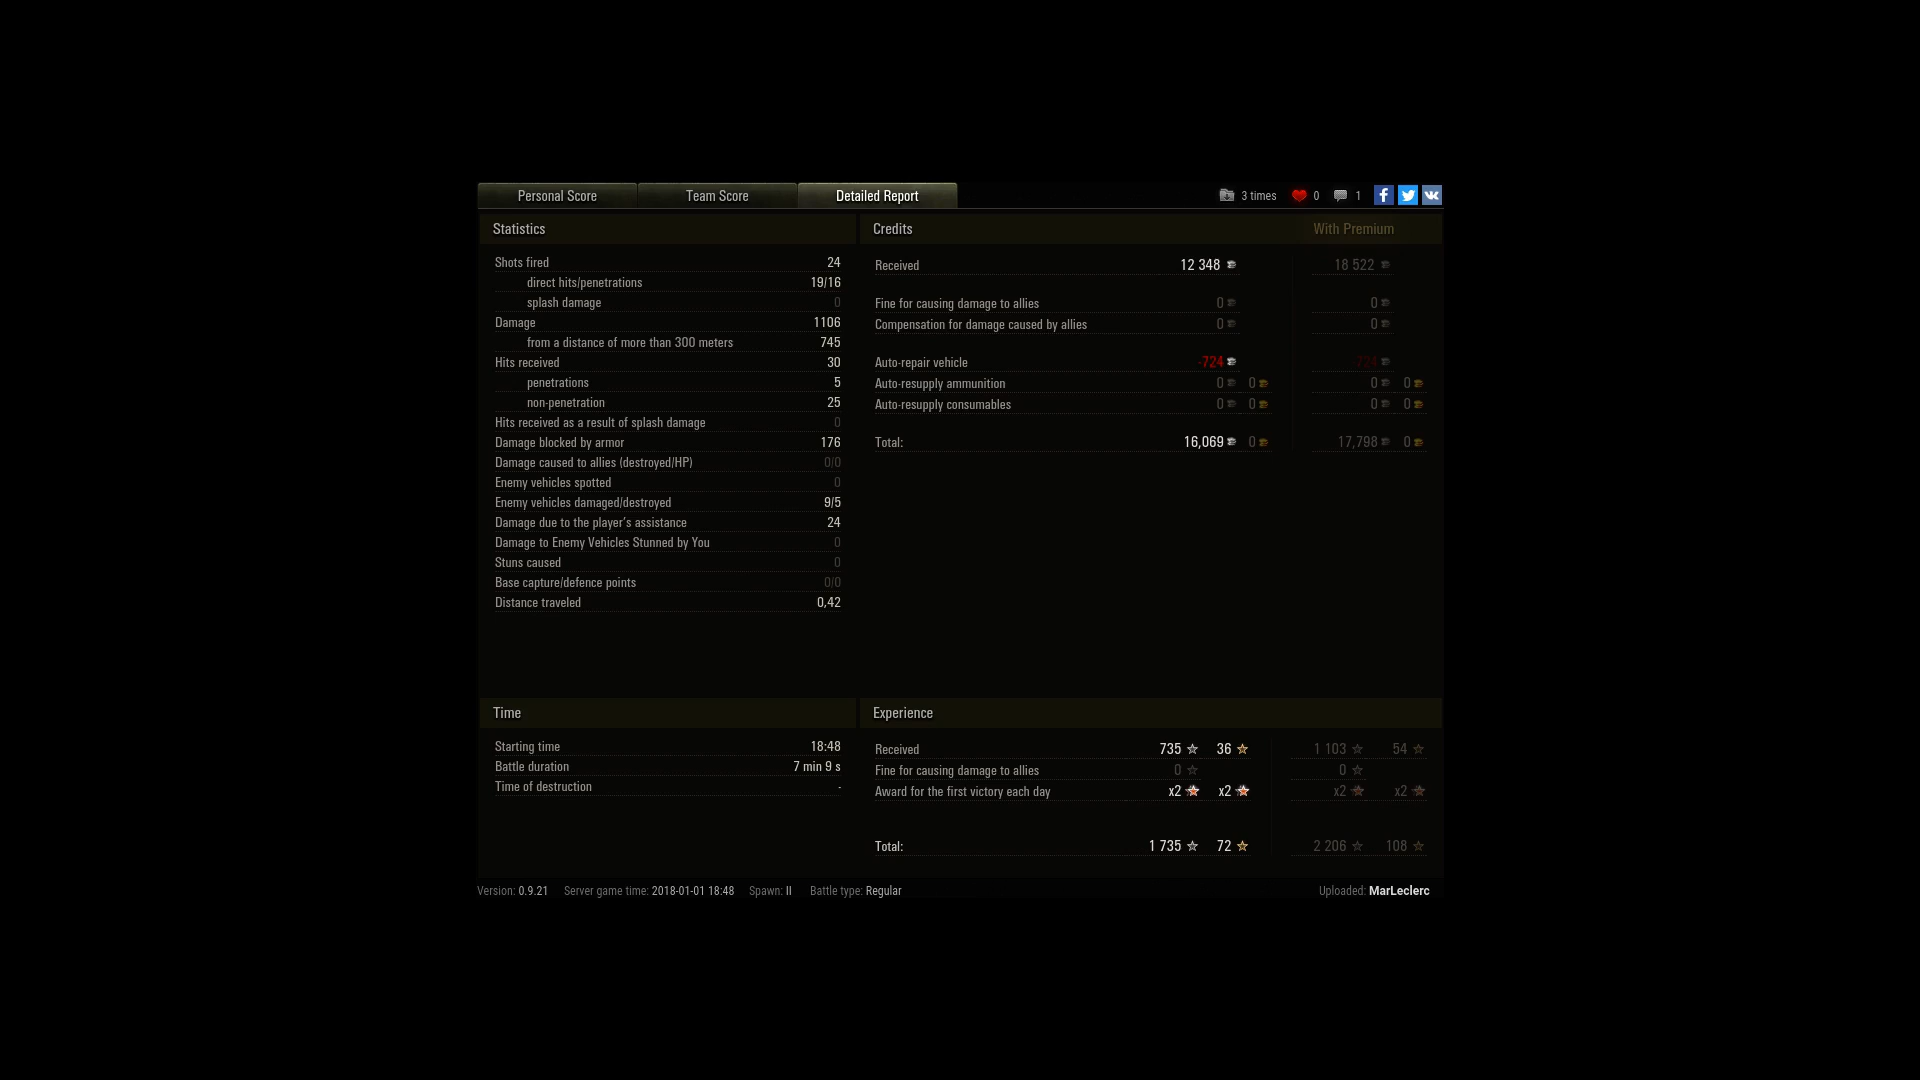 Personal Score Team Score Detailed Report 3 times 0 1
Statistics
Shots fired 24
direct hits/penetrations 19/16
splash damage 0
Damage 1106
from a distance of more than 300 meters 745
Hits received 30
penetrations 5
non-penetration 25
Hits received as a result of splash damage 0
Damage blocked by armor 176
Damage caused to allies (destroyed/HP) 0/0
Enemy vehicles spotted 0
Enemy vehicles damaged/destroyed 9/5
Damage due to the player's assistance 24
Damage to Enemy Vehicles Stunned by You 0
Stuns caused 0
Base capture/defence points 0/0
Distance traveled 0,42
Credits With Premium
Received 12 348 18 522
Fine for causing damage to allies 0 0
Compensation for damage caused by allies 0 0
Auto-repair vehicle -724 -724
Auto-resupply ammunition 0 0 0 0
Auto-resupply consumables 0 0 0 0
Total: 16,069 0 17,798 0
Time
Starting time 18:48
Battle duration 7 min 9 s
Time of destruction -
Experience
Received 735 36 1 103 54
Fine for causing damage to allies 0 0
Award for the first victory each day x2 x2 x2 x2
Total: 1 735 72 2 206 108
Version: 0.9.21 Server game time: 2018-01-01 18:48 Spawn: II Battle type: Regular Uploaded: MarLeclerc